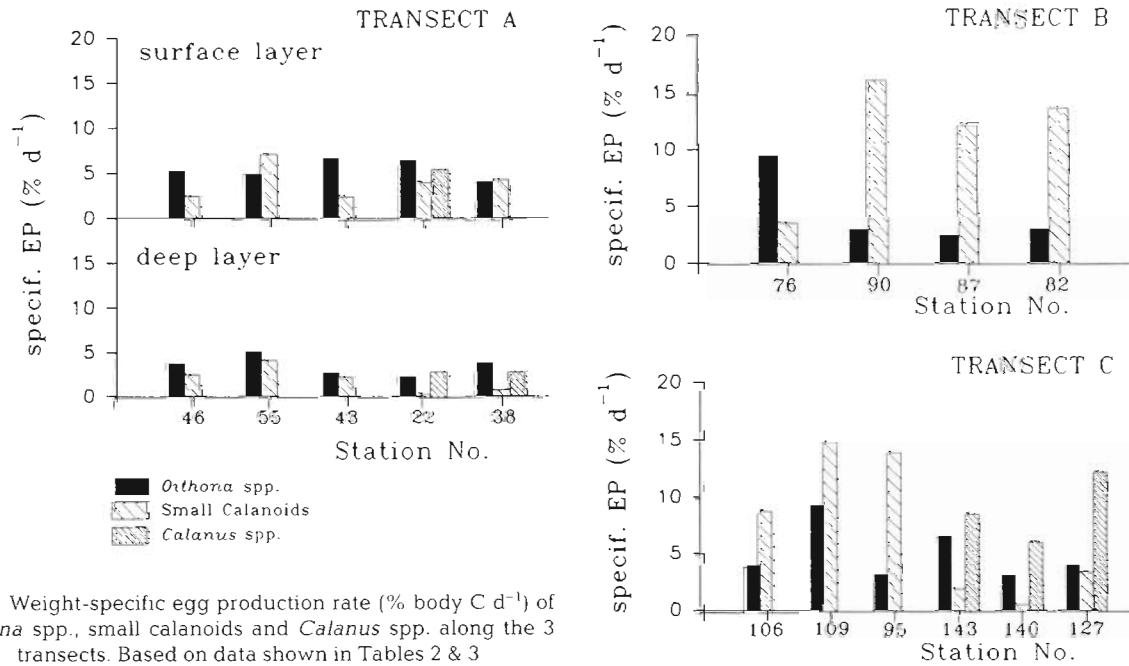 TRANSECT A
surface layer
20
15
10
5
0
deep layer
15
10
5
0
specif. EP (% d⁻¹)
46 55 43 22 38
Station No.
Oithona spp.
Small Calanoids
Calanus spp.
Weight-specific egg production rate (% body C d⁻¹) of
na spp., small calanoids and Calanus spp. along the 3
transects. Based on data shown in Tables 2 & 3
TRANSECT B
20
15
10
5
0
specif. EP (% d⁻¹)
76 90 87 82
Station No.
TRANSECT C
20
15
10
5
0
specif. EP (% d⁻¹)
106 109 95 143 140 127
Station No.